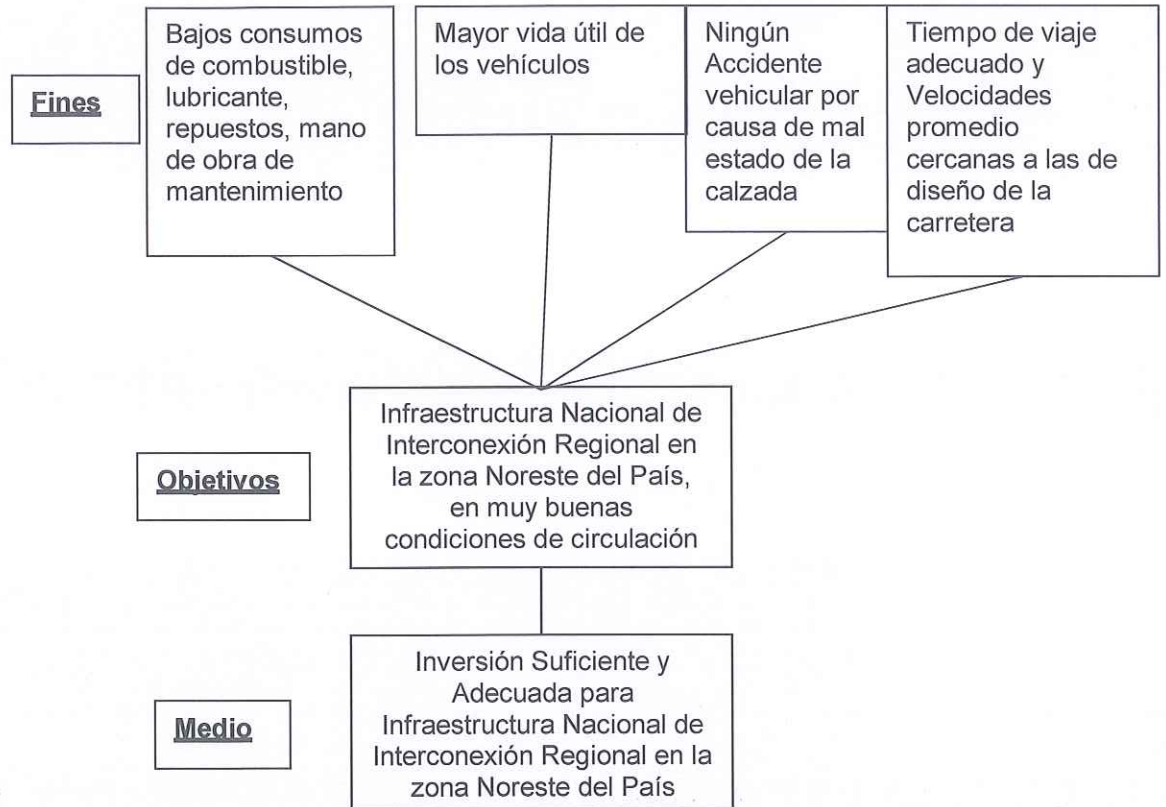 Fines
Bajos consumos
de combustible,
lubricante,
repuestos, mano
de obra de
mantenimiento
Mayor vida útil de
los vehículos
Ningún
Accidente
vehicular por
causa de mal
estado de la
calzada
Tiempo de viaje
adecuado y
Velocidades
promedio
cercanas a las de
diseño de la
carretera
Objetivos
Infraestructura Nacional de
Interconexión Regional en
la zona Noreste del País,
en muy buenas
condiciones de circulación
Medio
Inversión Suficiente y
Adecuada para
Infraestructura Nacional de
Interconexión Regional en la
zona Noreste del País